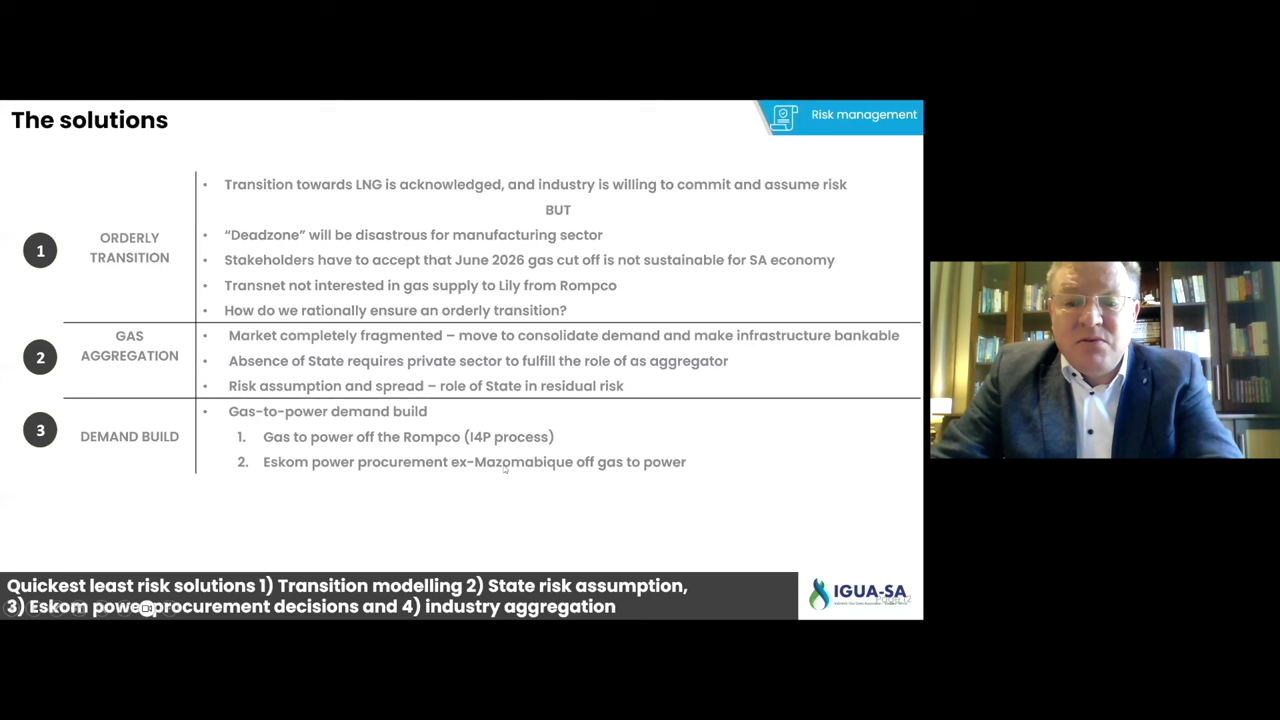 The solutions
Risk management
• Transition towards LNG is acknowledged, and industry is willing to commit and assume risk
BUT
1
ORDERLY
TRANSITION
• “Deadzone” will be disastrous for manufacturing sector
• Stakeholders have to accept that June 2026 gas cut off is not sustainable for SA economy
• Transnet not interested in gas supply to Lily from Rompco
• How do we rationally ensure an orderly transition?
2
GAS
AGGREGATION
• Market completely fragmented – move to consolidate demand and make infrastructure bankable
• Absence of State requires private sector to fulfill the role of as aggregator
• Risk assumption and spread – role of State in residual risk
3
DEMAND BUILD
• Gas-to-power demand build
1. Gas to power off the Rompco (I4P process)
2. Eskom power procurement ex-Mazomabique off gas to power
Quickest least risk solutions 1) Transition modelling 2) State risk assumption,
3) Eskom power procurement decisions and 4) industry aggregation
IGUA-SA
Page 12